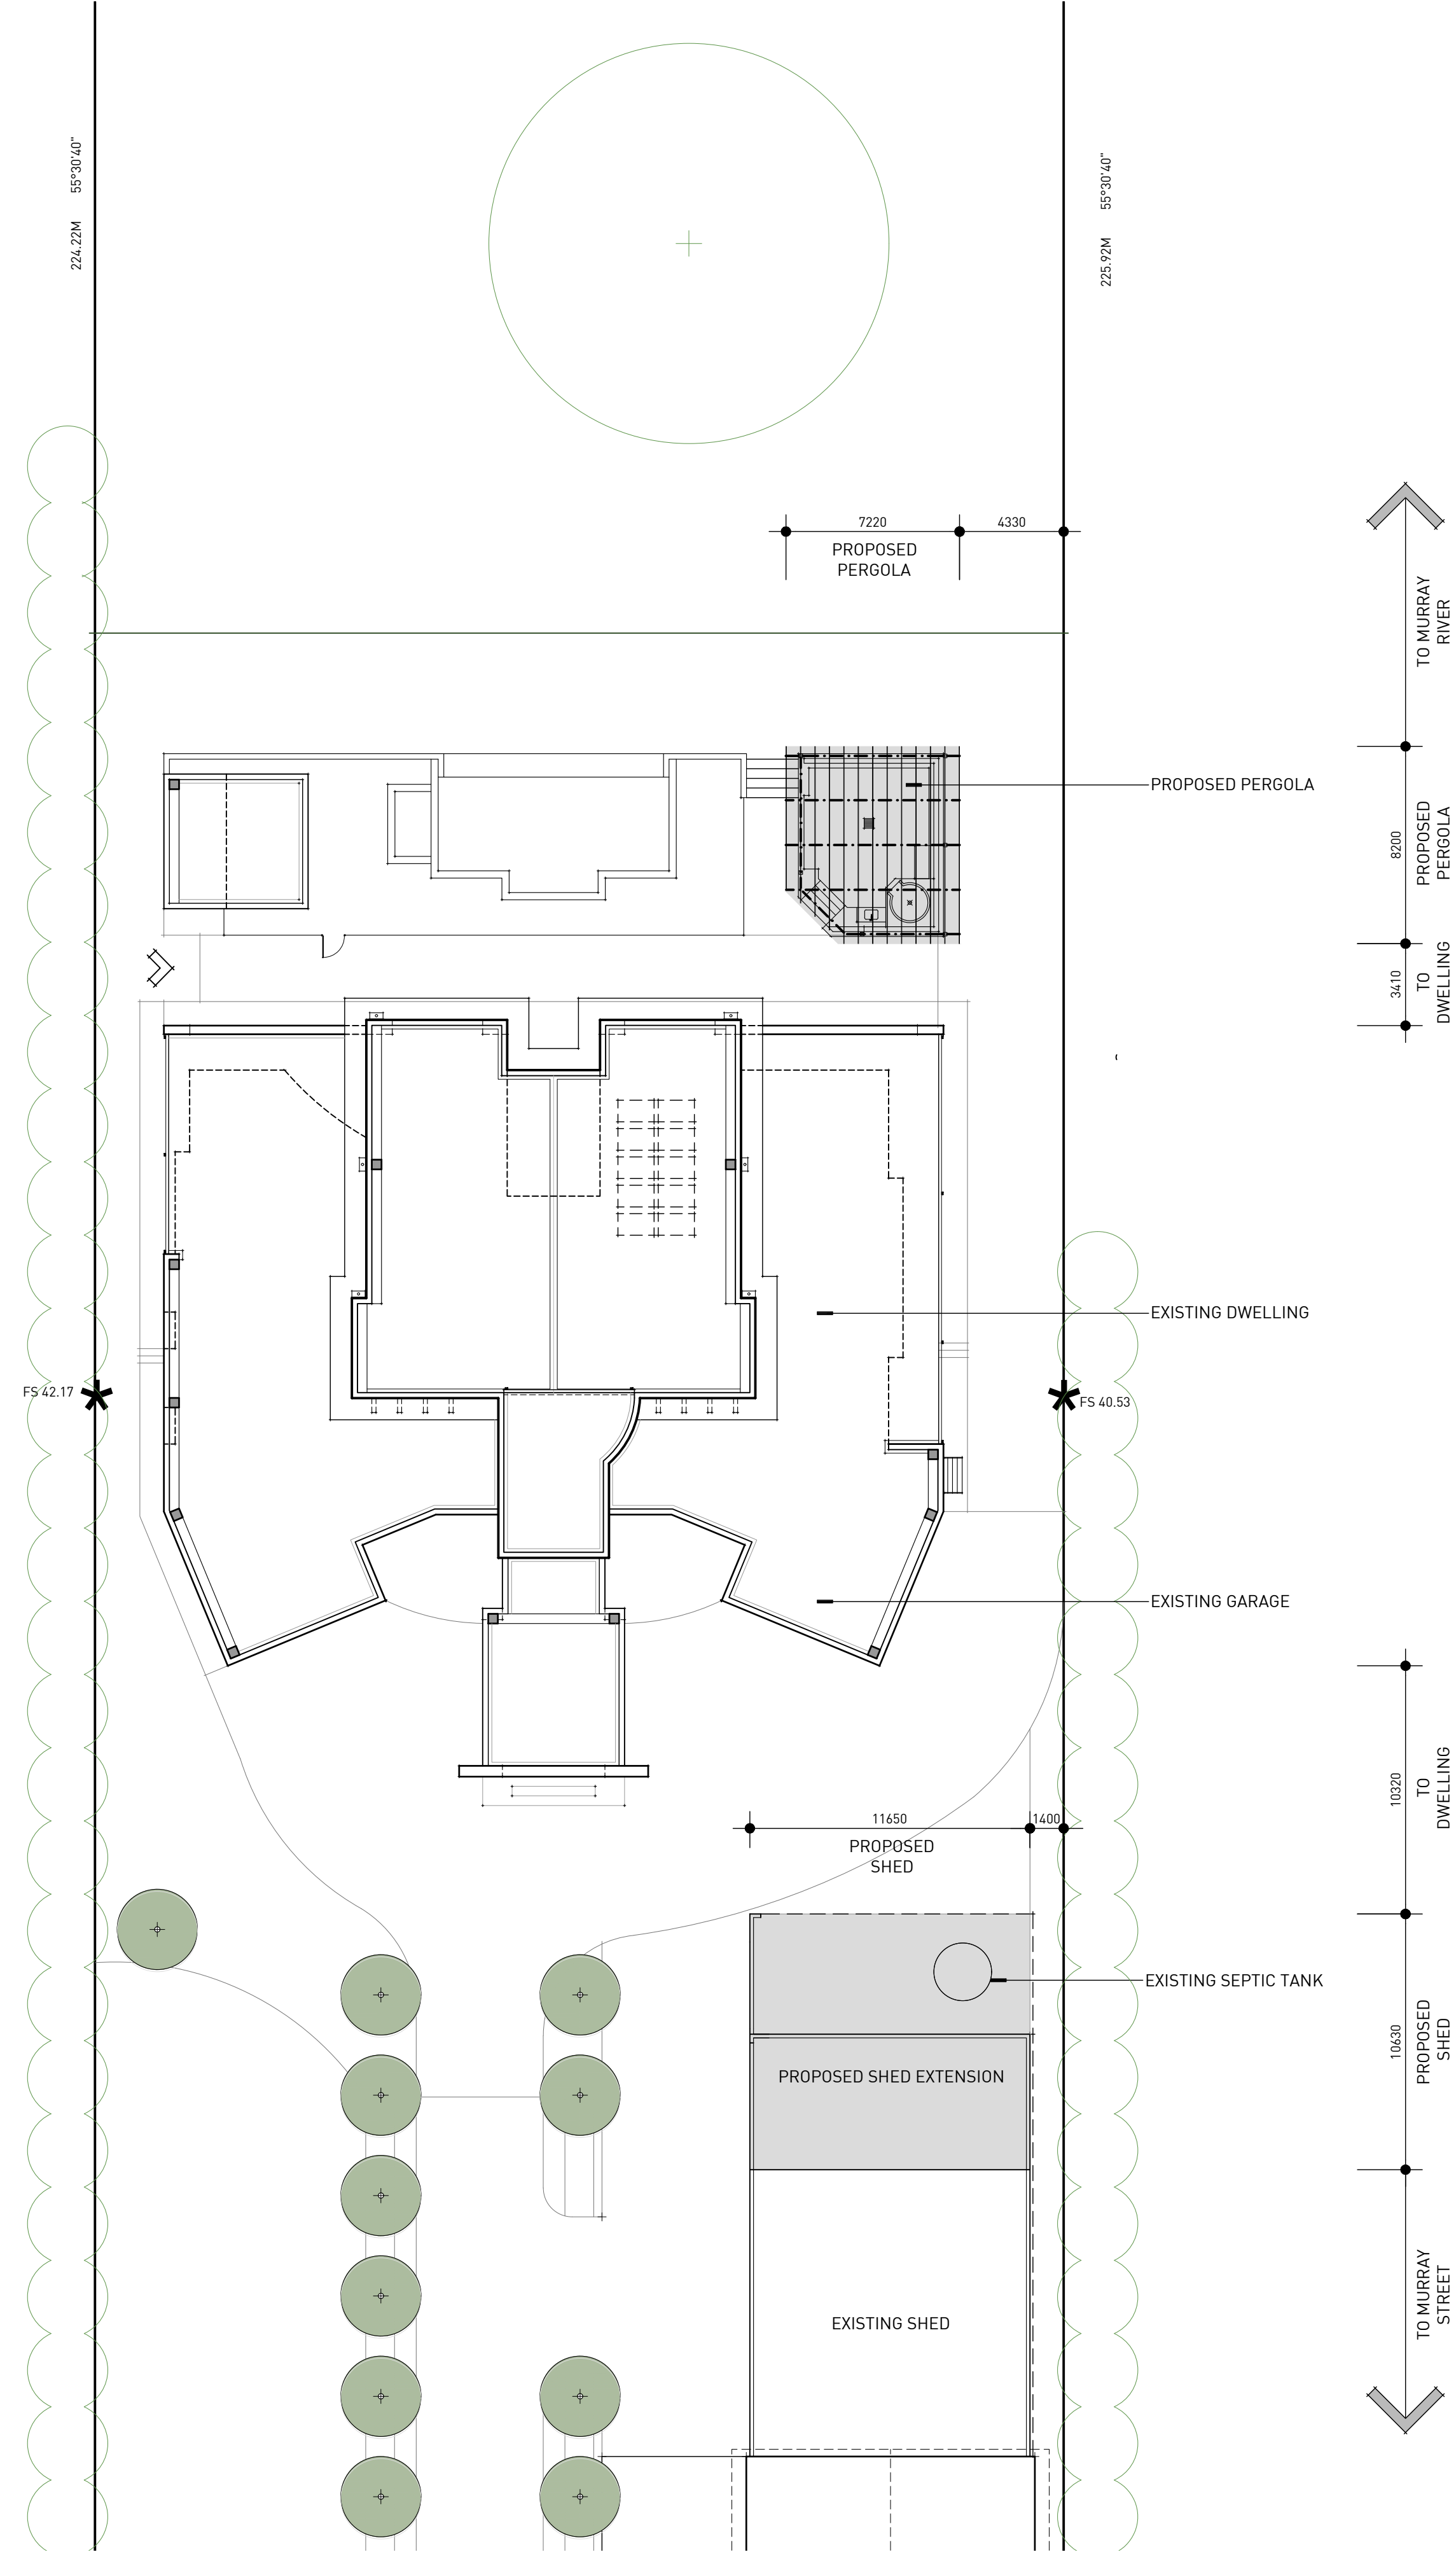 224.22M 55°30'40"
225.92M 55°30'40"
7220
4330
PROPOSED
PERGOLA
TO MURRAY
RIVER
PROPOSED PERGOLA
8200
PROPOSED
PERGOLA
3410
TO
DWELLING
EXISTING DWELLING
FS 42.17
FS 40.53
EXISTING GARAGE
10320
TO
DWELLING
11650
1400
PROPOSED
SHED
EXISTING SEPTIC TANK
10630
PROPOSED
SHED
PROPOSED SHED EXTENSION
EXISTING SHED
TO MURRAY
STREET